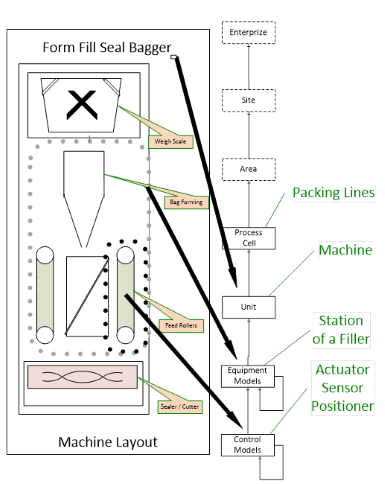 Form Fill Seal Bagger
Weigh Scale
Bag Forming
Feed Rollers
Sealer / Cutter
Machine Layout
Enterprize
Site
Area
Packing Lines
Process
Cell
Machine
Unit
Station
of a Filler
Equipment
Models
Actuator
Sensor
Positioner
Control
Models